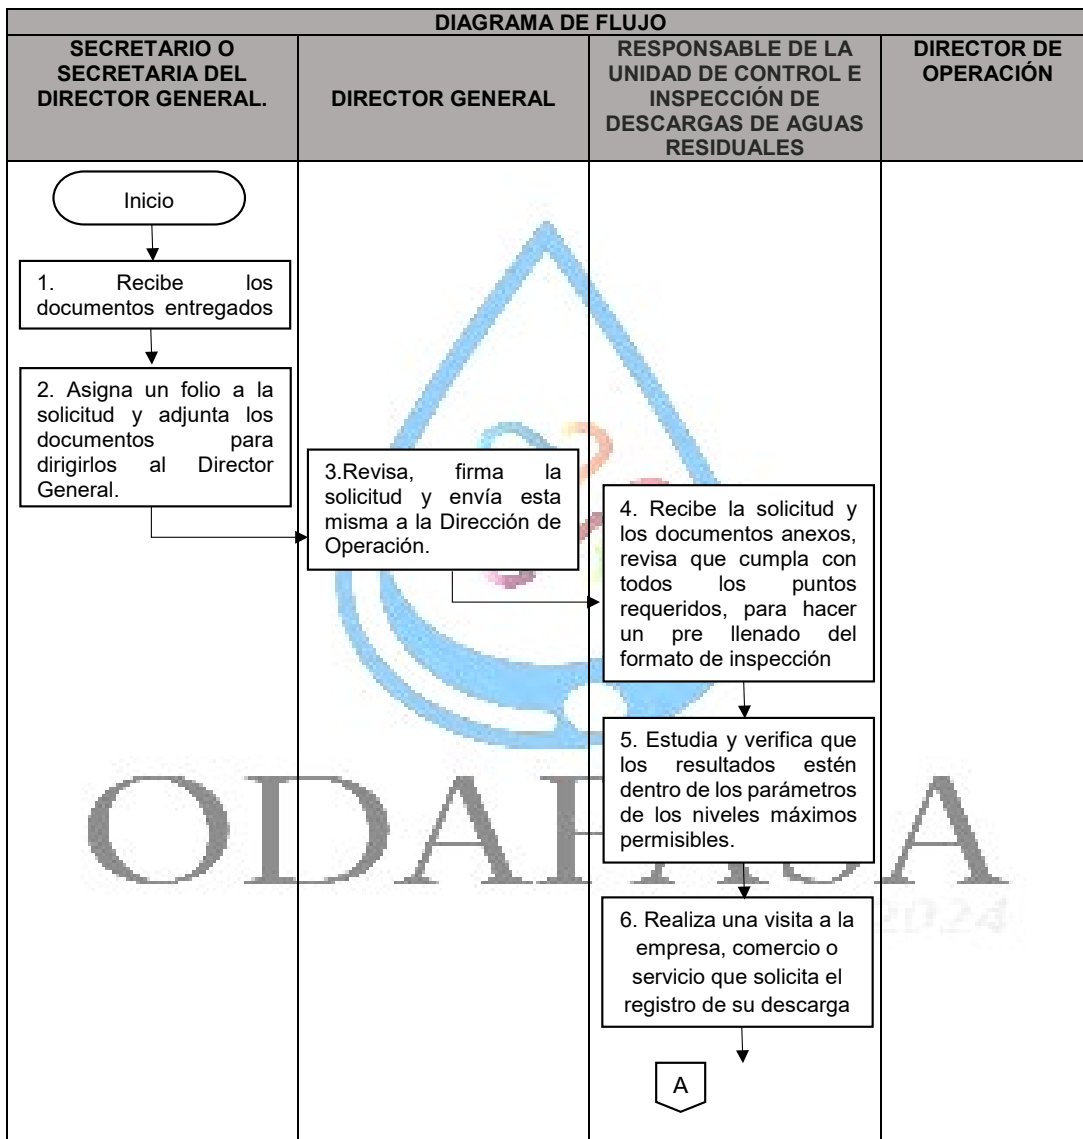 DIAGRAMA DE FLUJO
SECRETARIO O
SECRETARIA DEL
DIRECTOR GENERAL.
DIRECTOR GENERAL
RESPONSABLE DE LA
UNIDAD DE CONTROL E
INSPECCIÓN DE
DESCARGAS DE AGUAS
RESIDUALES
DIRECTOR DE
OPERACIÓN
Inicio
1. Recibe los
documentos entregados
2. Asigna un folio a la
solicitud y adjunta los
documentos para
dirigirlos al Director
General.
3.Revisa, firma la
solicitud y envía esta
misma a la Dirección de
Operación.
4. Recibe la solicitud y
los documentos anexos,
revisa que cumpla con
todos los puntos
requeridos, para hacer
un pre llenado del
formato de inspección
5. Estudia y verifica que
los resultados estén
dentro de los parámetros
de los niveles máximos
permisibles.
6. Realiza una visita a la
empresa, comercio o
servicio que solicita el
registro de su descarga
A
2024